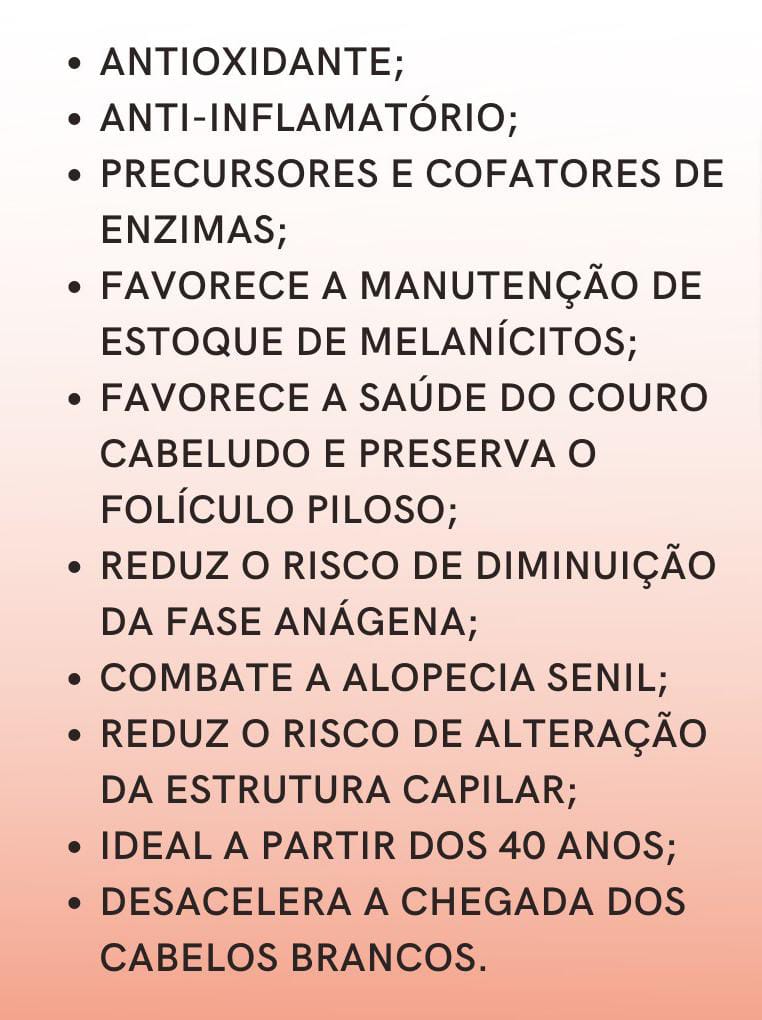 • ANTIOXIDANTE;
• ANTI-INFLAMATÓRIO;
• PRECURSORES E COFATORES DE
ENZIMAS;
• FAVORECE A MANUTENÇÃO DE
ESTOQUE DE MELANÍCITOS;
• FAVORECE A SAÚDE DO COURO
CABELUDO E PRESERVA O
FOLÍCULO PILOSO;
• REDUZ O RISCO DE DIMINUIÇÃO
DA FASE ANÁGENA;
• COMBATE A ALOPECIA SENIL;
• REDUZ O RISCO DE ALTERAÇÃO
DA ESTRUTURA CAPILAR;
• IDEAL A PARTIR DOS 40 ANOS;
• DESACELERA A CHEGADA DOS
CABELOS BRANCOS.